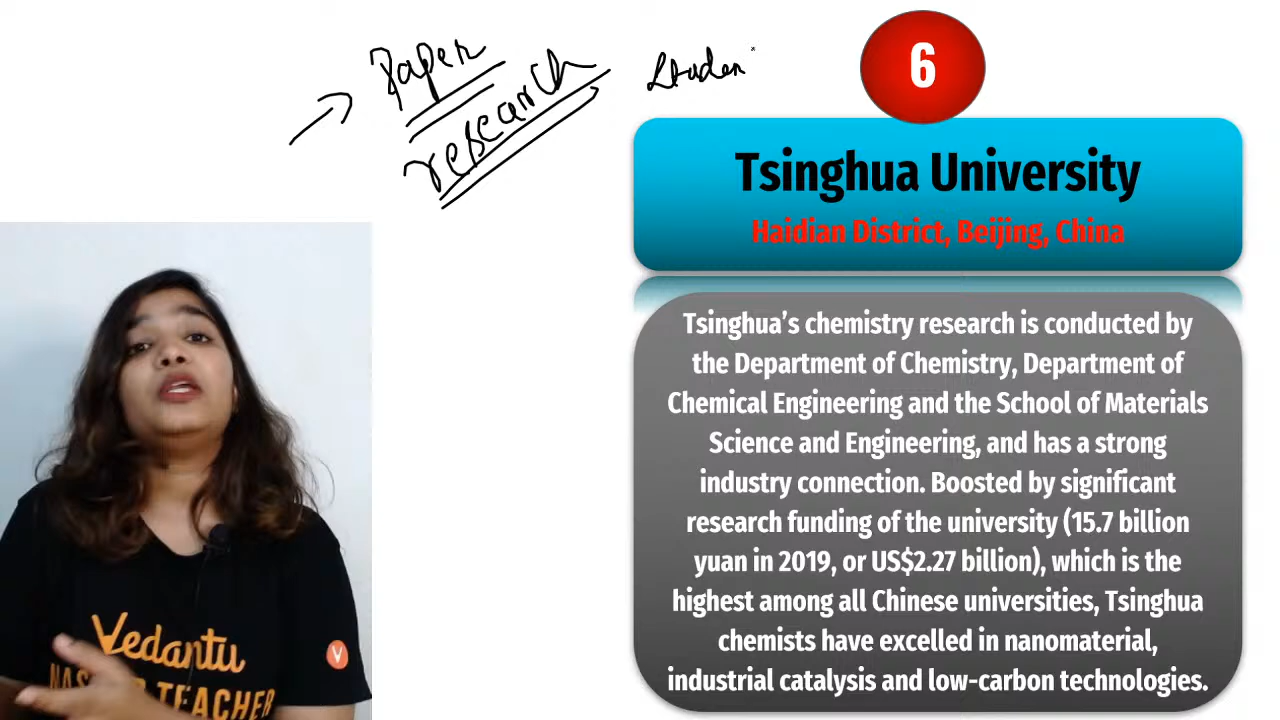 Paper
research
Studen
6
Tsinghua University
Haidian District, Beijing, China
Tsinghua's chemistry research is conducted by
the Department of Chemistry, Department of
Chemical Engineering and the School of Materials
Science and Engineering, and has a strong
industry connection. Boosted by significant
research funding of the university (15.7 billion
yuan in 2019, or US$2.27 billion), which is the
highest among all Chinese universities, Tsinghua
chemists have excelled in nanomaterial,
industrial catalysis and low-carbon technologies.
Vedantu
TEACHER
V